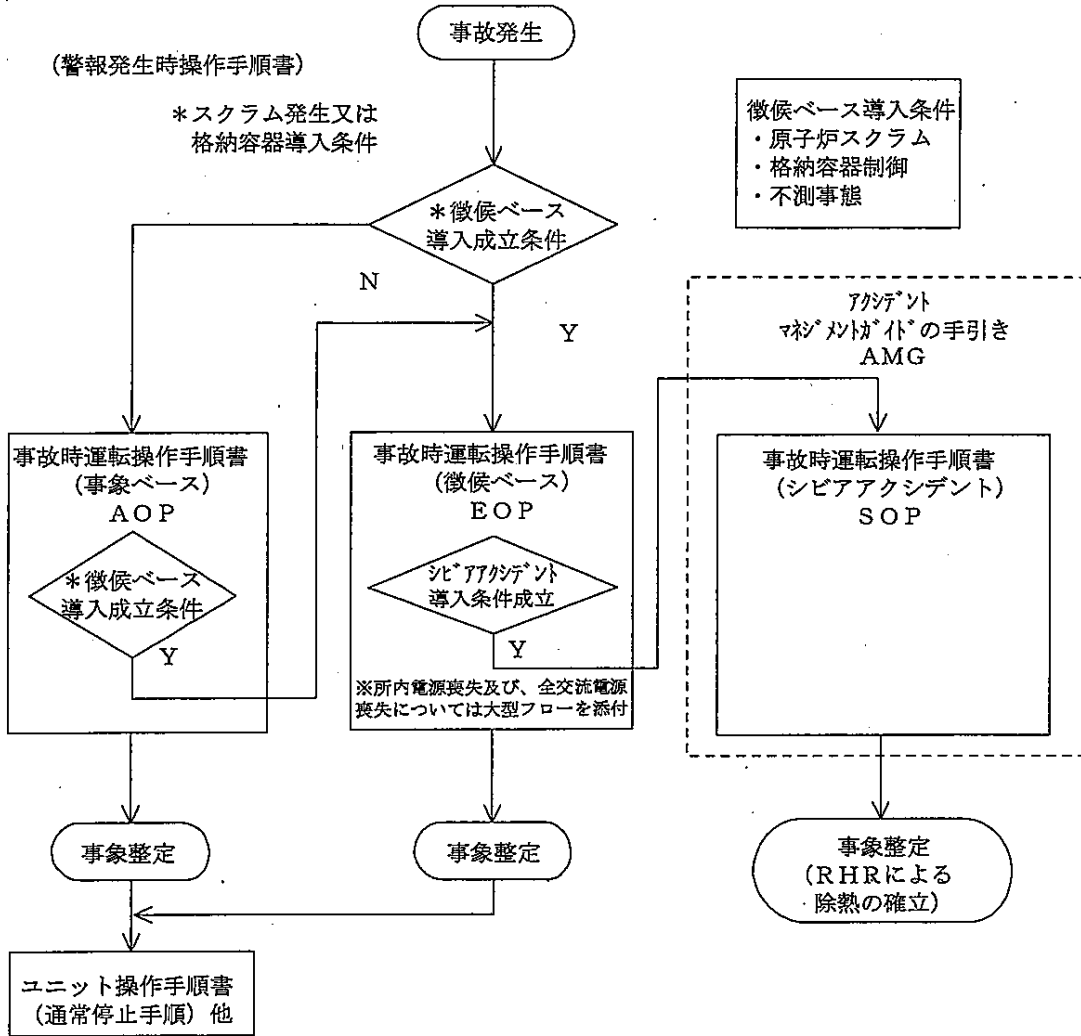 事故発生
(警報発生時操作手順書)
*スクラム発生又は
格納容器導入条件
徴候ベース導入条件
・原子炉スクラム
・格納容器制御
・不測事態
*徴候ベース
導入成立条件
N
Y
アクシデント
マネジメントガイドの手引き
AMG
事故時運転操作手順書
(事象ベース)
AOP
*徴候ベース
導入成立条件
Y
事故時運転操作手順書
(徴候ベース)
EOP
シビアアクシデント
導入条件成立
Y
※所内電源喪失及び、全交流電源
喪失については大型フローを添付
事故時運転操作手順書
(シビアアクシデント)
SOP
事象整定
事象整定
事象整定
(RHRによる
除熱の確立)
ユニット操作手順書
(通常停止手順)他